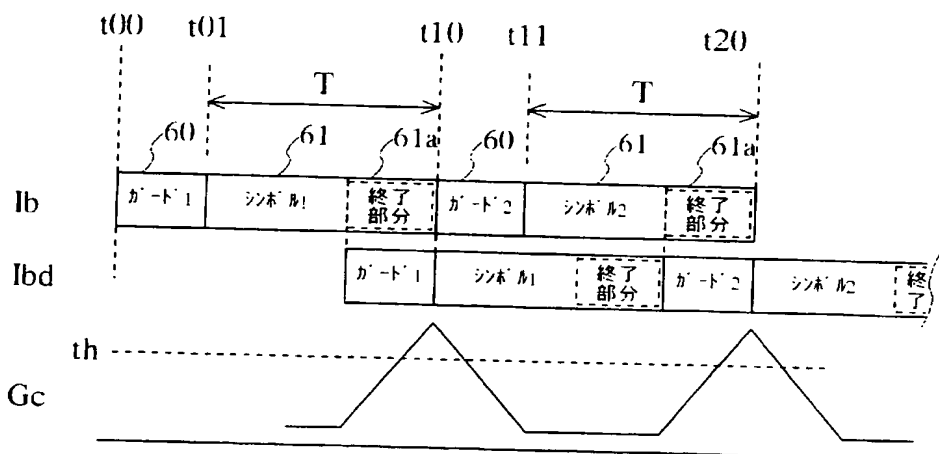 t00 t01 t10 t11 t20
T T
60 61 61a 60 61 61a
Ib ガード1 シンボル1 終了部分 ガード2 シンボル2 終了部分
Ibd ガード1 シンボル1 終了部分 ガード2 シンボル2 終了
th
Gc